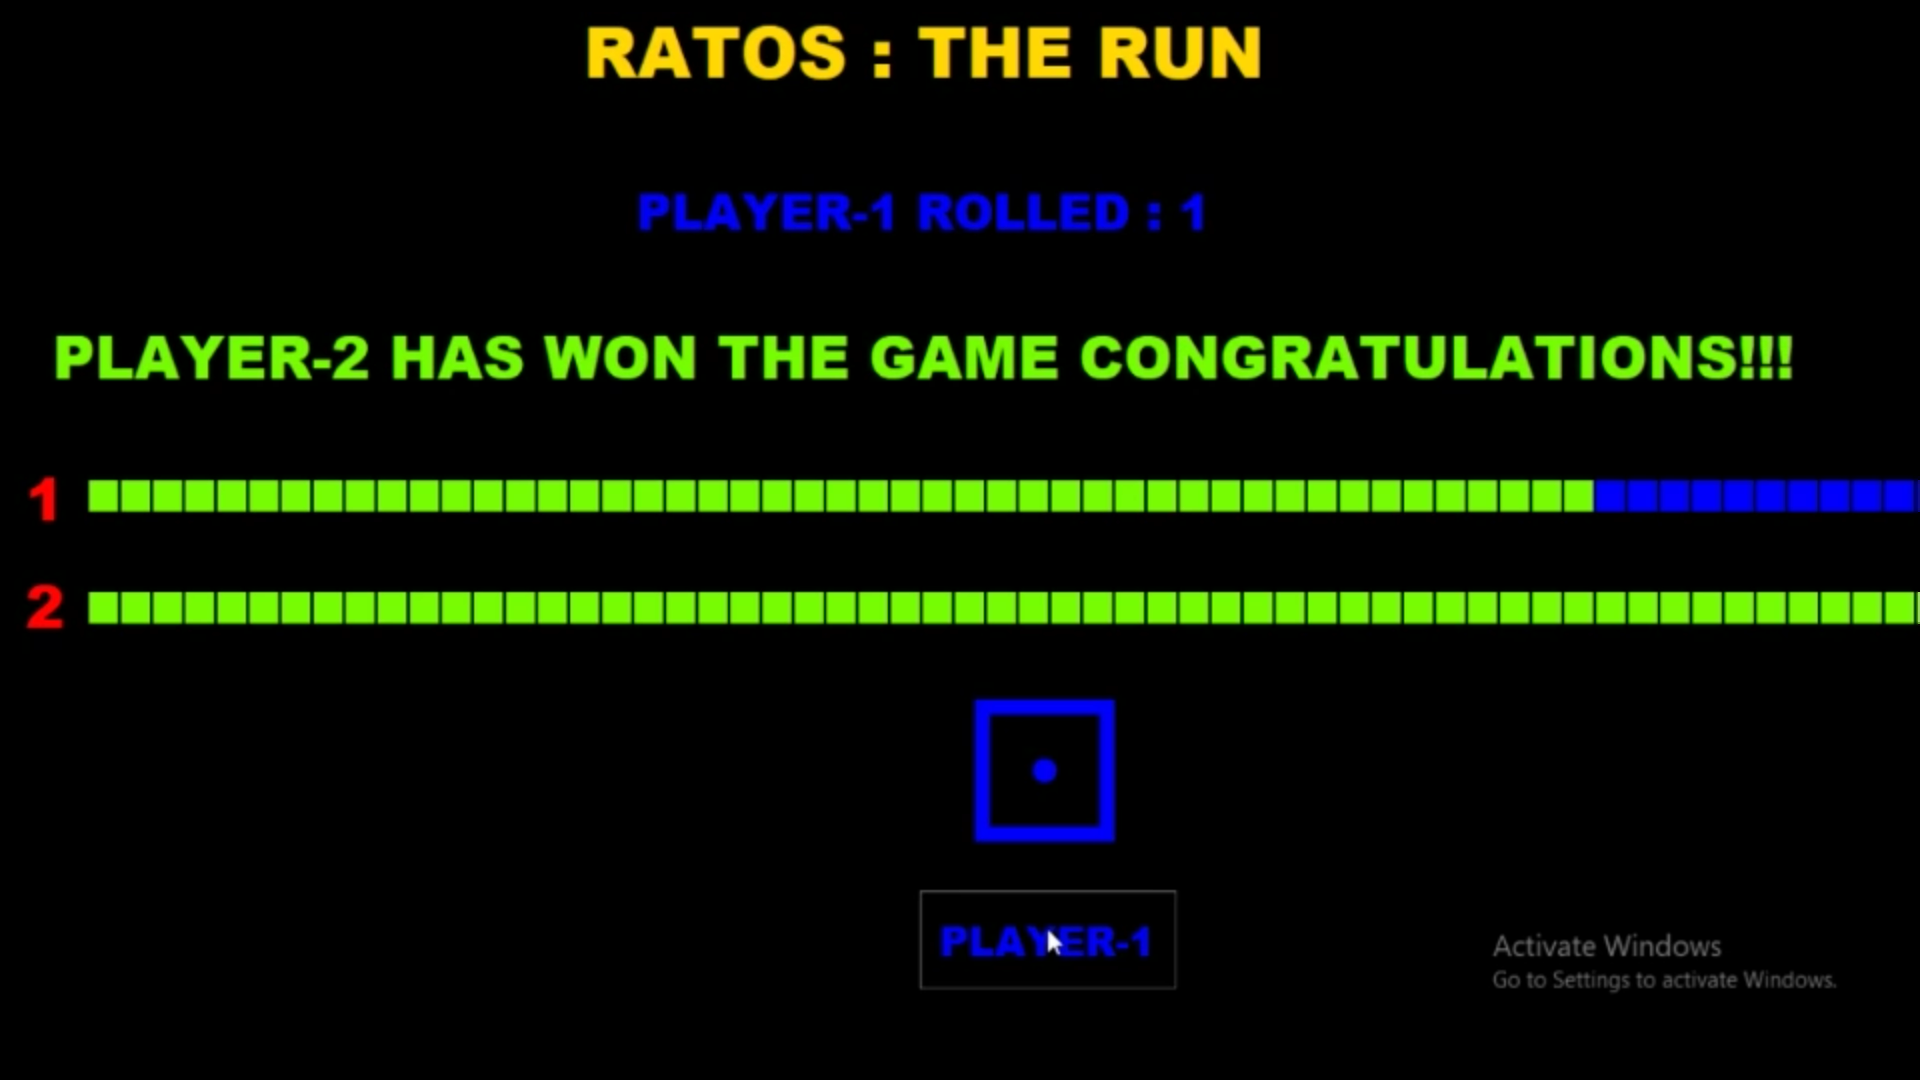 RATOS : THE RUN
PLAYER-1 ROLLED : 1
PLAYER-2 HAS WON THE GAME CONGRATULATIONS!!!
1
2
PLAYER-1
Activate Windows
Go to Settings to activate Windows.